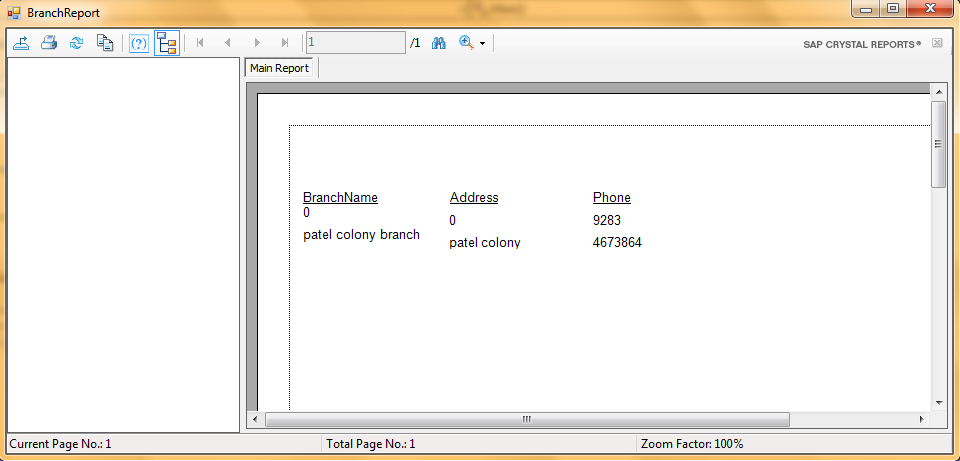 BranchReport
1 /1 SAP CRYSTAL REPORTS®
Main Report
BranchName Address Phone
0
0 9283
patel colony branch
patel colony 4673864
Current Page No.: 1 Total Page No.: 1 Zoom Factor: 100%